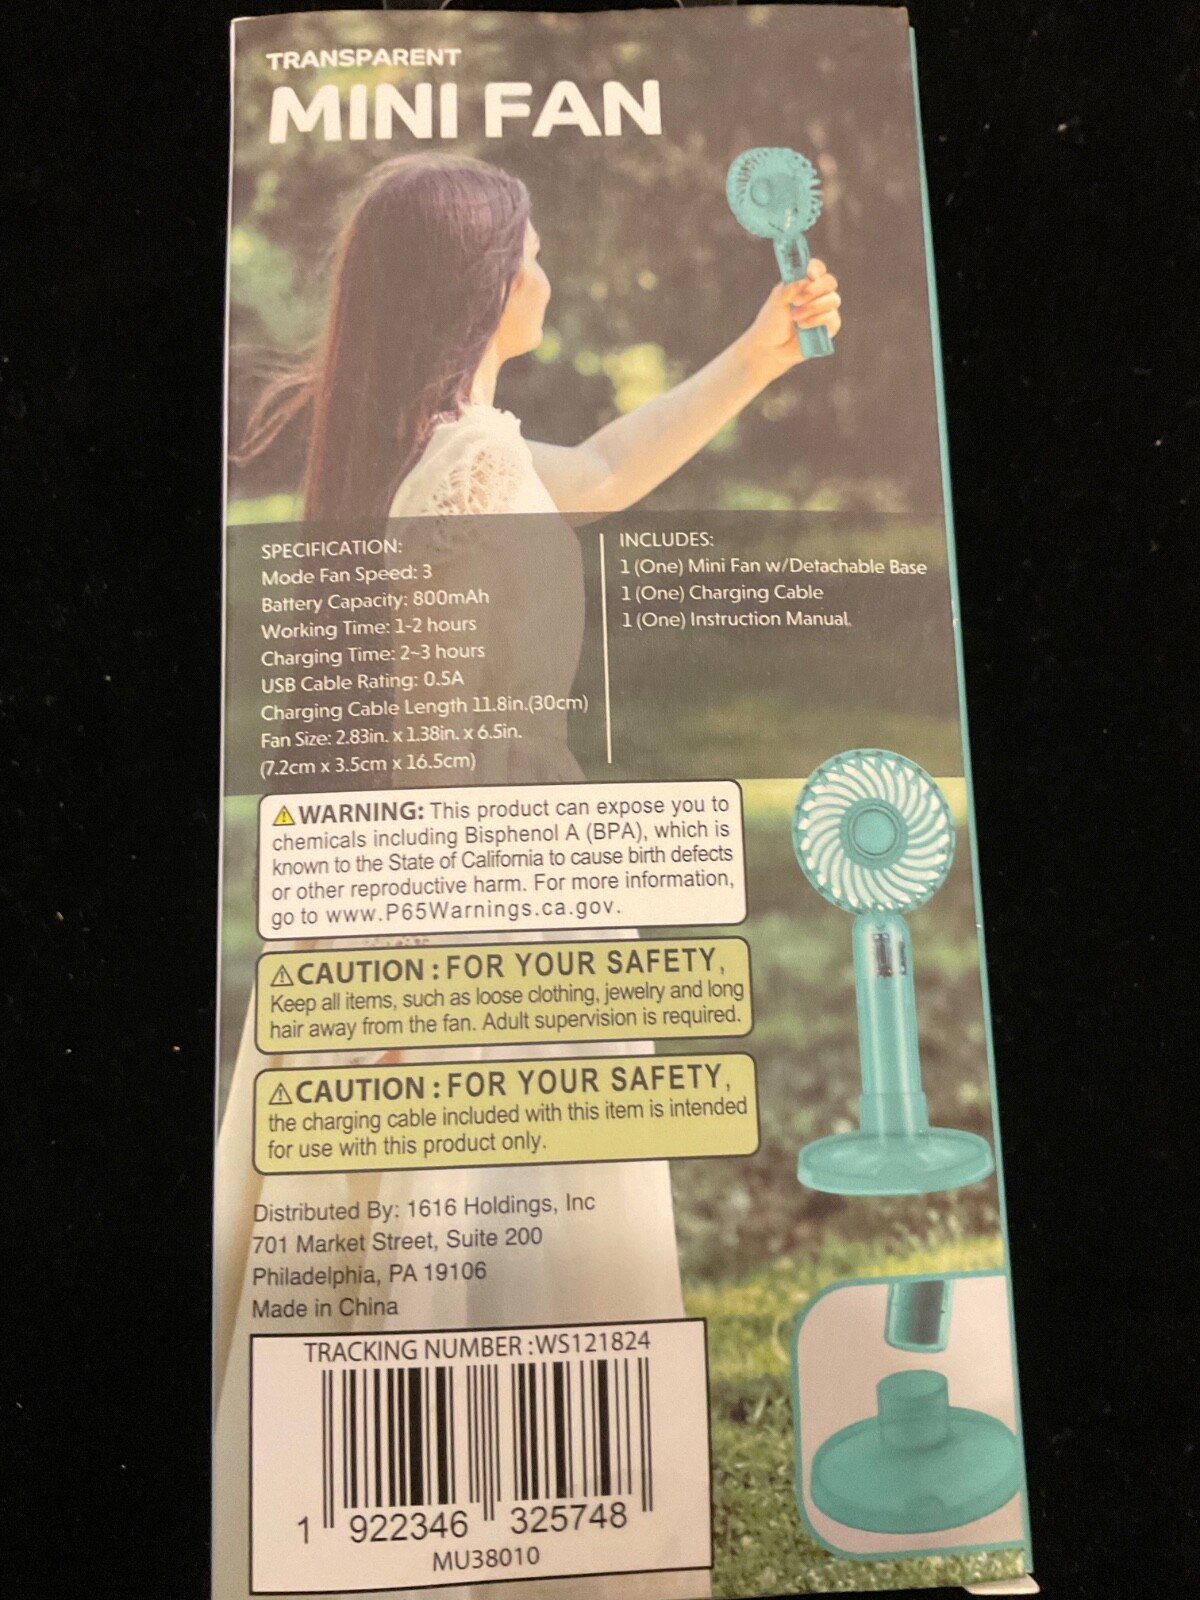 TRANSPARENT
MINI FAN
SPECIFICATION:
Mode Fan Speed: 3
Battery Capacity: 800mAh
Working Time: 1-2 hours
Charging Time: 2~3 hours
USB Cable Rating: 0.5A
Charging Cable Length 11.8in.(30cm)
Fan Size: 2.83in. x 1.38in. x 6.5in.
(7.2cm x 3.5cm x 16.5cm)
INCLUDES:
1 (One) Mini Fan w/Detachable Base
1 (One) Charging Cable
1 (One) Instruction Manual.
⚠WARNING: This product can expose you to
chemicals including Bisphenol A (BPA), which is
known to the State of California to cause birth defects
or other reproductive harm. For more information,
go to www.P65Warnings.ca.gov.
⚠CAUTION : FOR YOUR SAFETY,
Keep all items, such as loose clothing, jewelry and long
hair away from the fan. Adult supervision is required.
⚠CAUTION : FOR YOUR SAFETY,
the charging cable included with this item is intended
for use with this product only.
Distributed By: 1616 Holdings, Inc
701 Market Street, Suite 200
Philadelphia, PA 19106
Made in China
TRACKING NUMBER :WS121824
1 922346 325748
MU38010